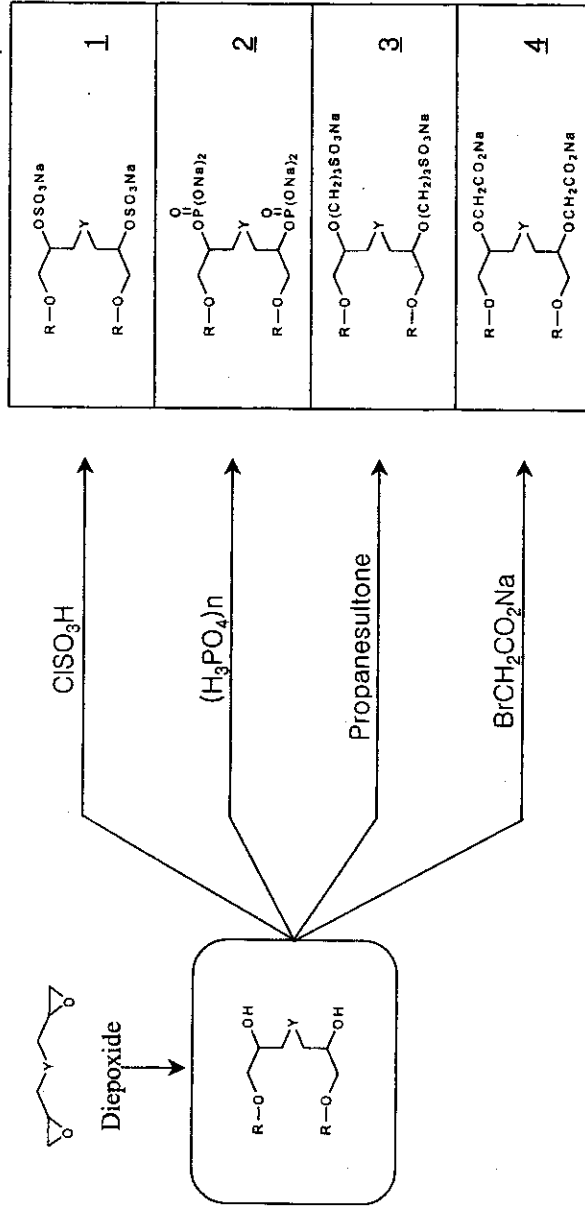 Y
Diepoxide
R—O OH
Y
R—O OH
ClSO₃H
(H₃PO₄)n
Propanesultone
BrCH₂CO₂Na
R—O OSO₃Na
Y
R—O OSO₃Na
1
O
R—O OP(ONa)₂
Y
O
R—O OP(ONa)₂
2
R—O O(CH₂)₃SO₃Na
Y
R—O O(CH₂)₃SO₃Na
3
R—O OCH₂CO₂Na
Y
R—O OCH₂CO₂Na
4
O O